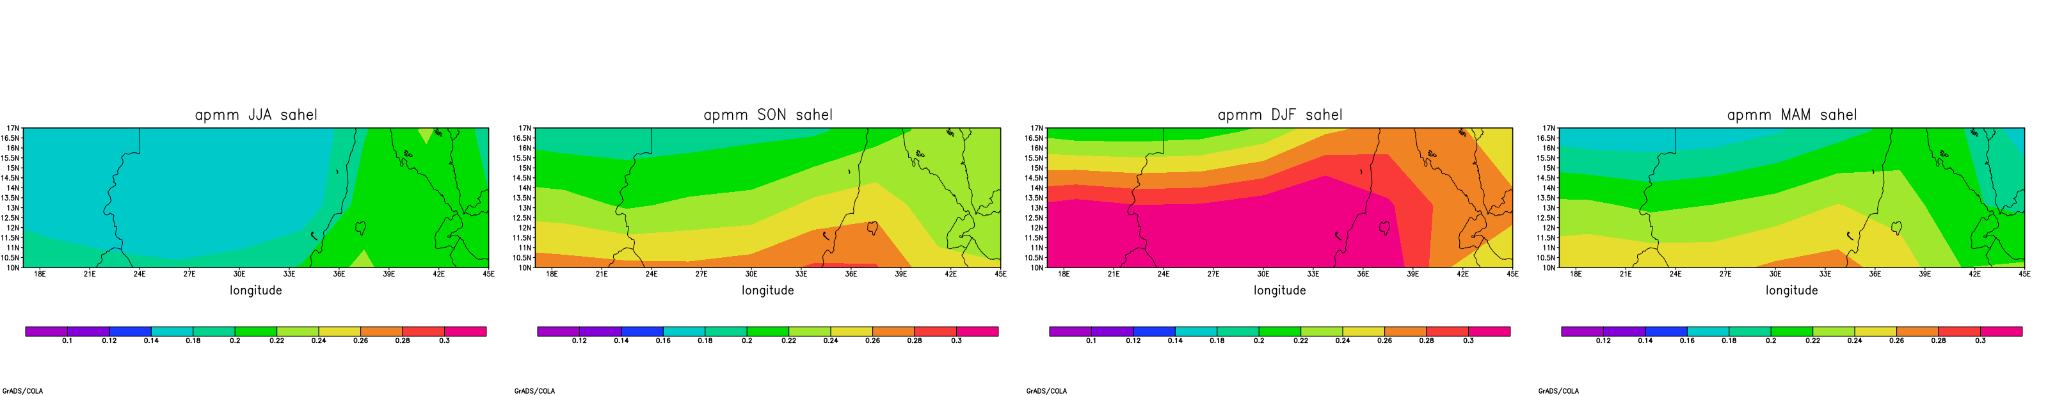 apmm JJA sahel
17N
16.5N
16N
15.5N
15N
14.5N
14N
13.5N
13N
12.5N
12N
11.5N
11N
10.5N
10N
18E 21E 24E 27E 30E 33E 36E 39E 42E 45E
longitude
0.1 0.12 0.14 0.18 0.2 0.22 0.24 0.26 0.28 0.3
GrADS/COLA
apmm SON sahel
17N
16.5N
16N
15.5N
15N
14.5N
14N
13.5N
13N
12.5N
12N
11.5N
11N
10.5N
10N
18E 21E 24E 27E 30E 33E 36E 39E 42E 45E
longitude
0.12 0.14 0.16 0.18 0.2 0.22 0.24 0.26 0.28 0.3
GrADS/COLA
apmm DJF sahel
17N
16.5N
16N
15.5N
15N
14.5N
14N
13.5N
13N
12.5N
12N
11.5N
11N
10.5N
10N
18E 21E 24E 27E 30E 33E 36E 39E 42E 45E
longitude
0.1 0.12 0.14 0.18 0.2 0.22 0.24 0.26 0.28 0.3
GrADS/COLA
apmm MAM sahel
17N
16.5N
16N
15.5N
15N
14.5N
14N
13.5N
13N
12.5N
12N
11.5N
11N
10.5N
10N
18E 21E 24E 27E 30E 33E 36E 39E 42E 45E
longitude
0.12 0.14 0.16 0.18 0.2 0.22 0.24 0.26 0.28 0.3
GrADS/COLA